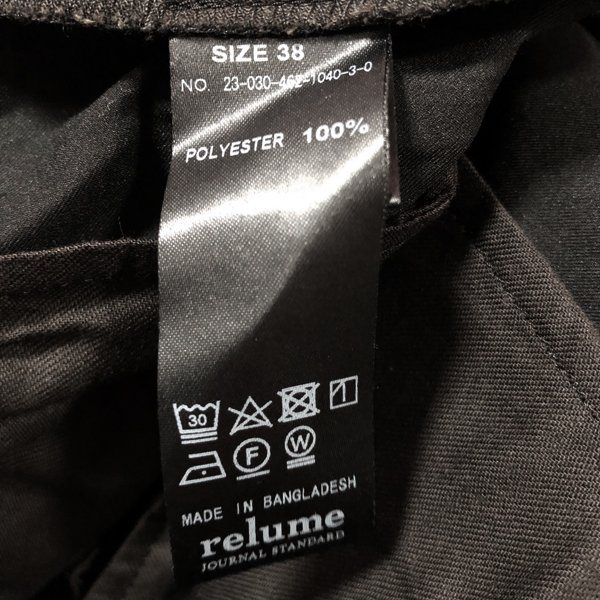 SIZE 38
NO. 23-030-462-1040-3-0
POLYESTER 100%
30
F W
MADE IN BANGLADESH
relume
JOURNAL STANDARD